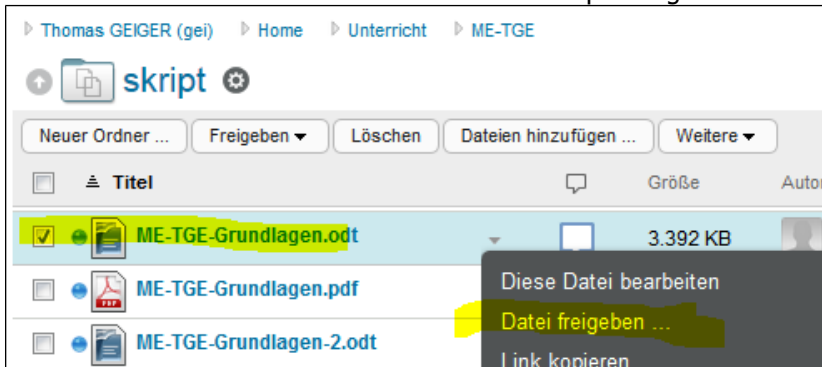 Thomas GEIGER (gei) Home Unterricht ME-TGE
skript
Neuer Ordner ... Freigeben Löschen Dateien hinzufügen ... Weitere
Titel Größe Autor
ME-TGE-Grundlagen.odt 3.392 KB
Diese Datei bearbeiten
ME-TGE-Grundlagen.pdf
Datei freigeben ...
ME-TGE-Grundlagen-2.odt
Link kopieren